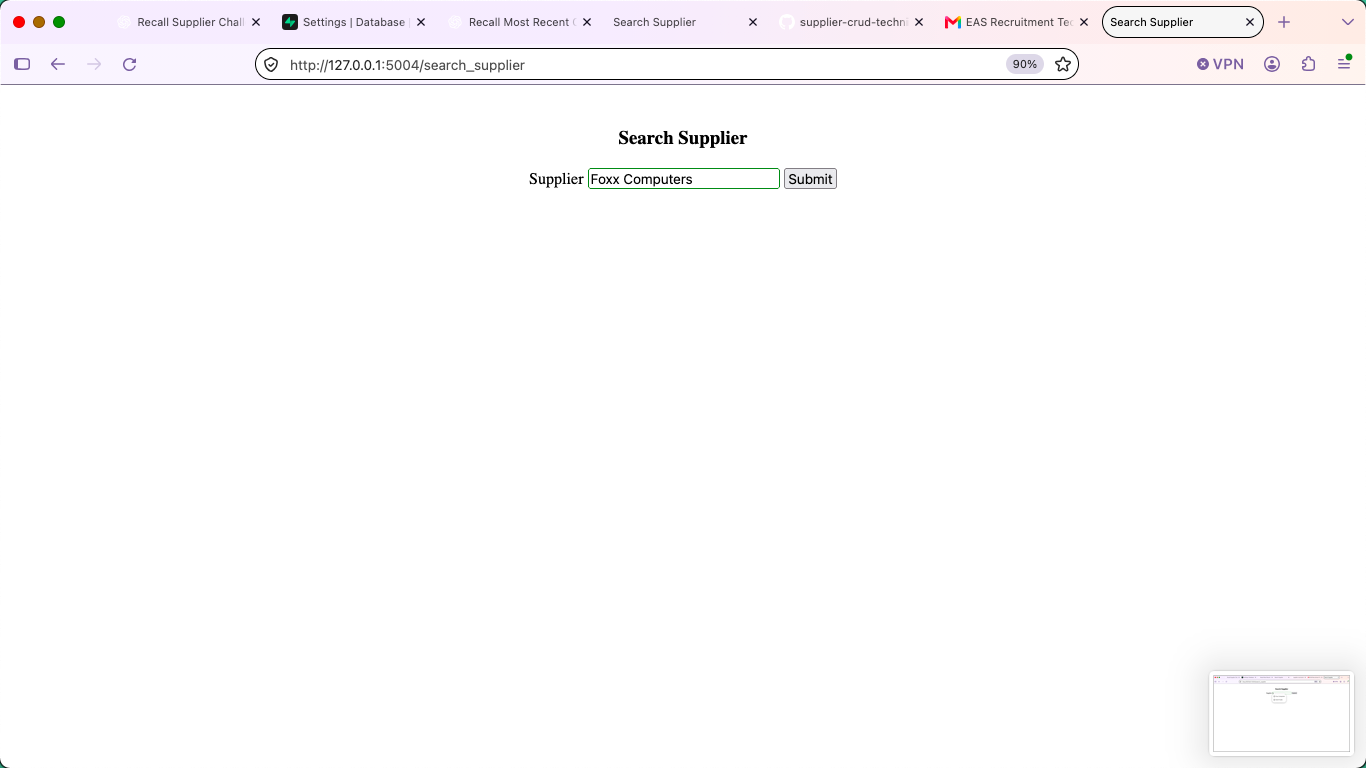 Recall Supplier Chall
Settings | Database
Recall Most Recent
Search Supplier
supplier-crud-techni
EAS Recruitment Tec
Search Supplier
http://127.0.0.1:5004/search_supplier
90%
VPN
Search Supplier
Supplier Foxx Computers Submit